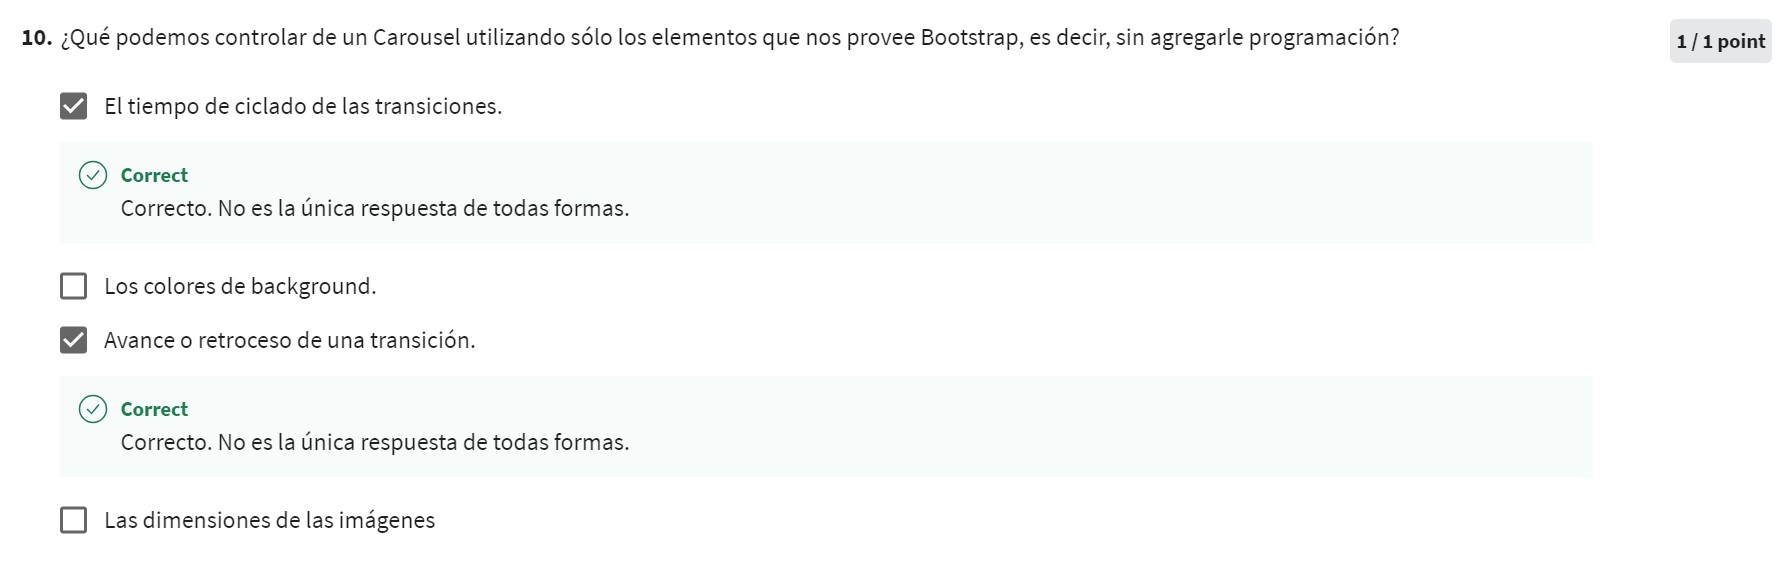 10. ¿Qué podemos controlar de un Carousel utilizando sólo los elementos que nos provee Bootstrap, es decir, sin agregarle programación?
1 / 1 point
El tiempo de ciclado de las transiciones.
Correct
Correcto. No es la única respuesta de todas formas.
Los colores de background.
Avance o retroceso de una transición.
Correct
Correcto. No es la única respuesta de todas formas.
Las dimensiones de las imágenes